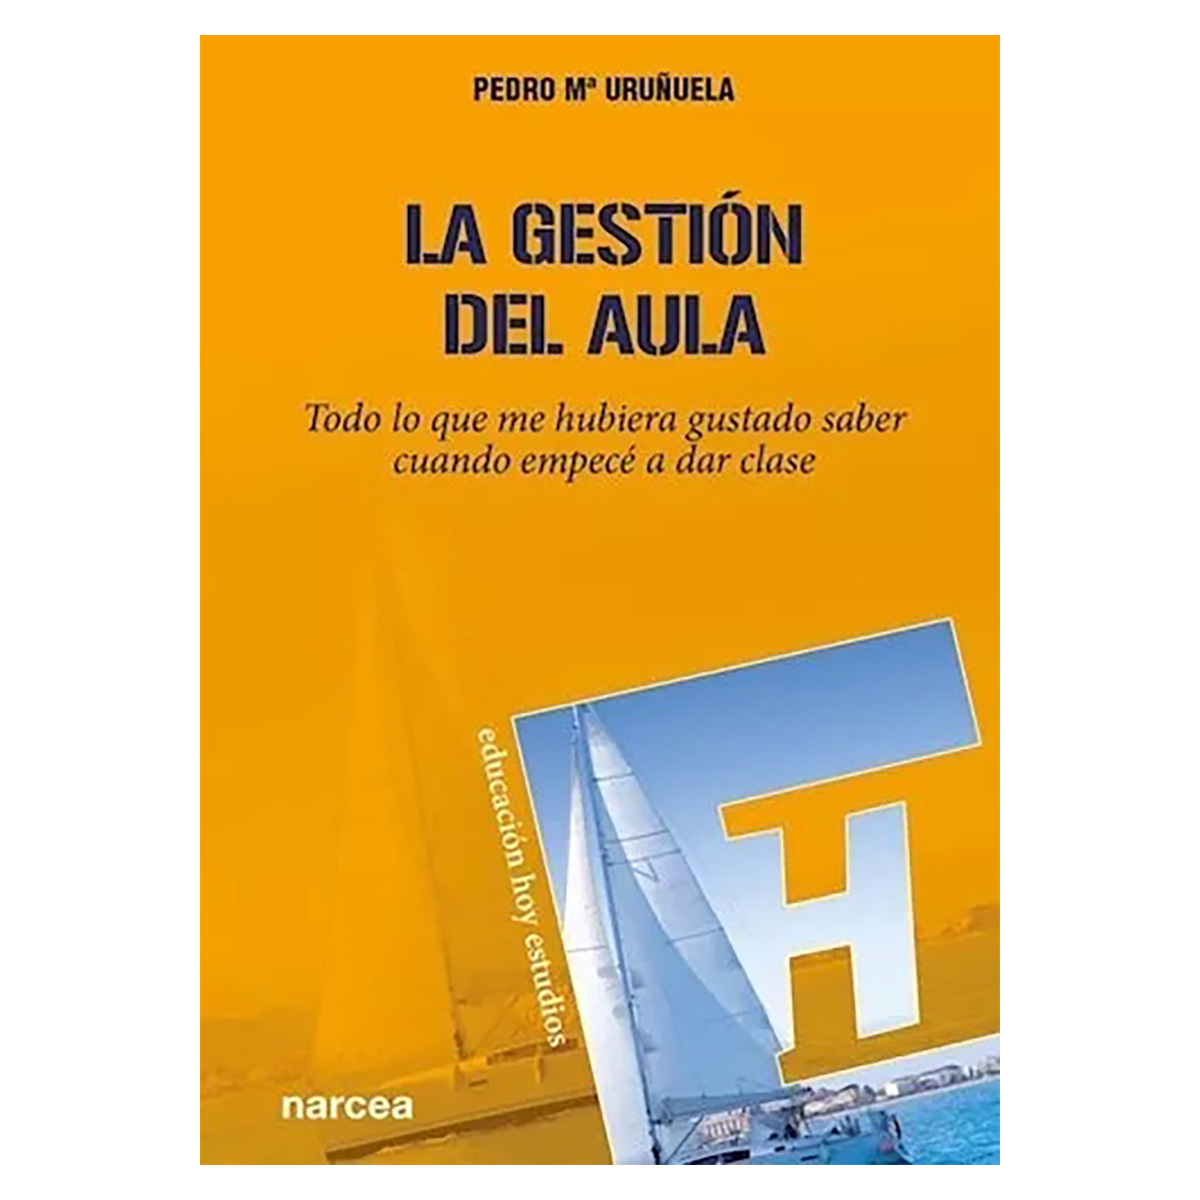 PEDRO Mª URUÑUELA
LA GESTIÓN
DEL AULA
Todo lo que me hubiera gustado saber
cuando empecé a dar clase
educación hoy estudios
H
narcea